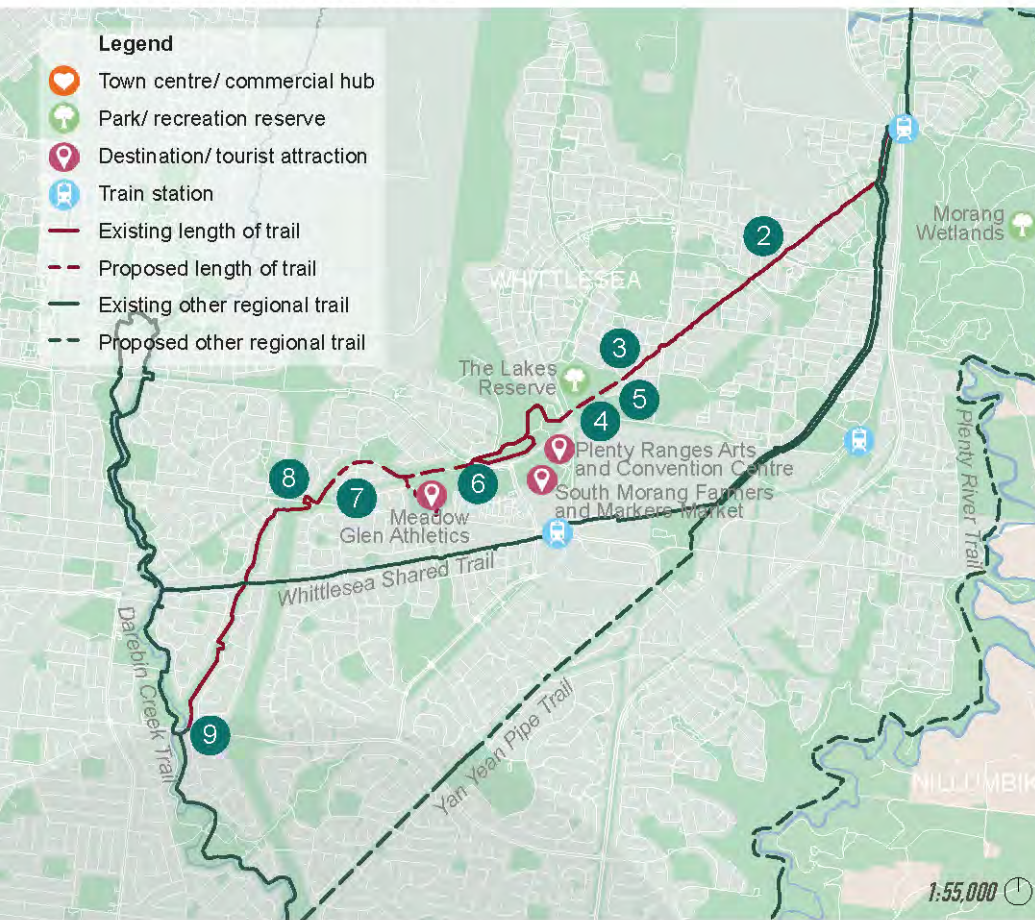 Legend
Town centre/ commercial hub
Park/ recreation reserve
Destination/ tourist attraction
Train station
Existing length of trail
Proposed length of trail
Existing other regional trail
Proposed other regional trail
2
Morang
Wetlands
WHITTLESEA
3
The Lakes
Reserve
5
4
Plenty Ranges Arts
and Convention Centre
8
7
6
South Morang Farmers
and Markers Market
Meadow
Glen Athletics
Plenty River Trail
Whittlesea Shared Trail
Darebin Creek Trail
9
Yan Yean Pipe Trail
NILLUMBIK
1:55,000